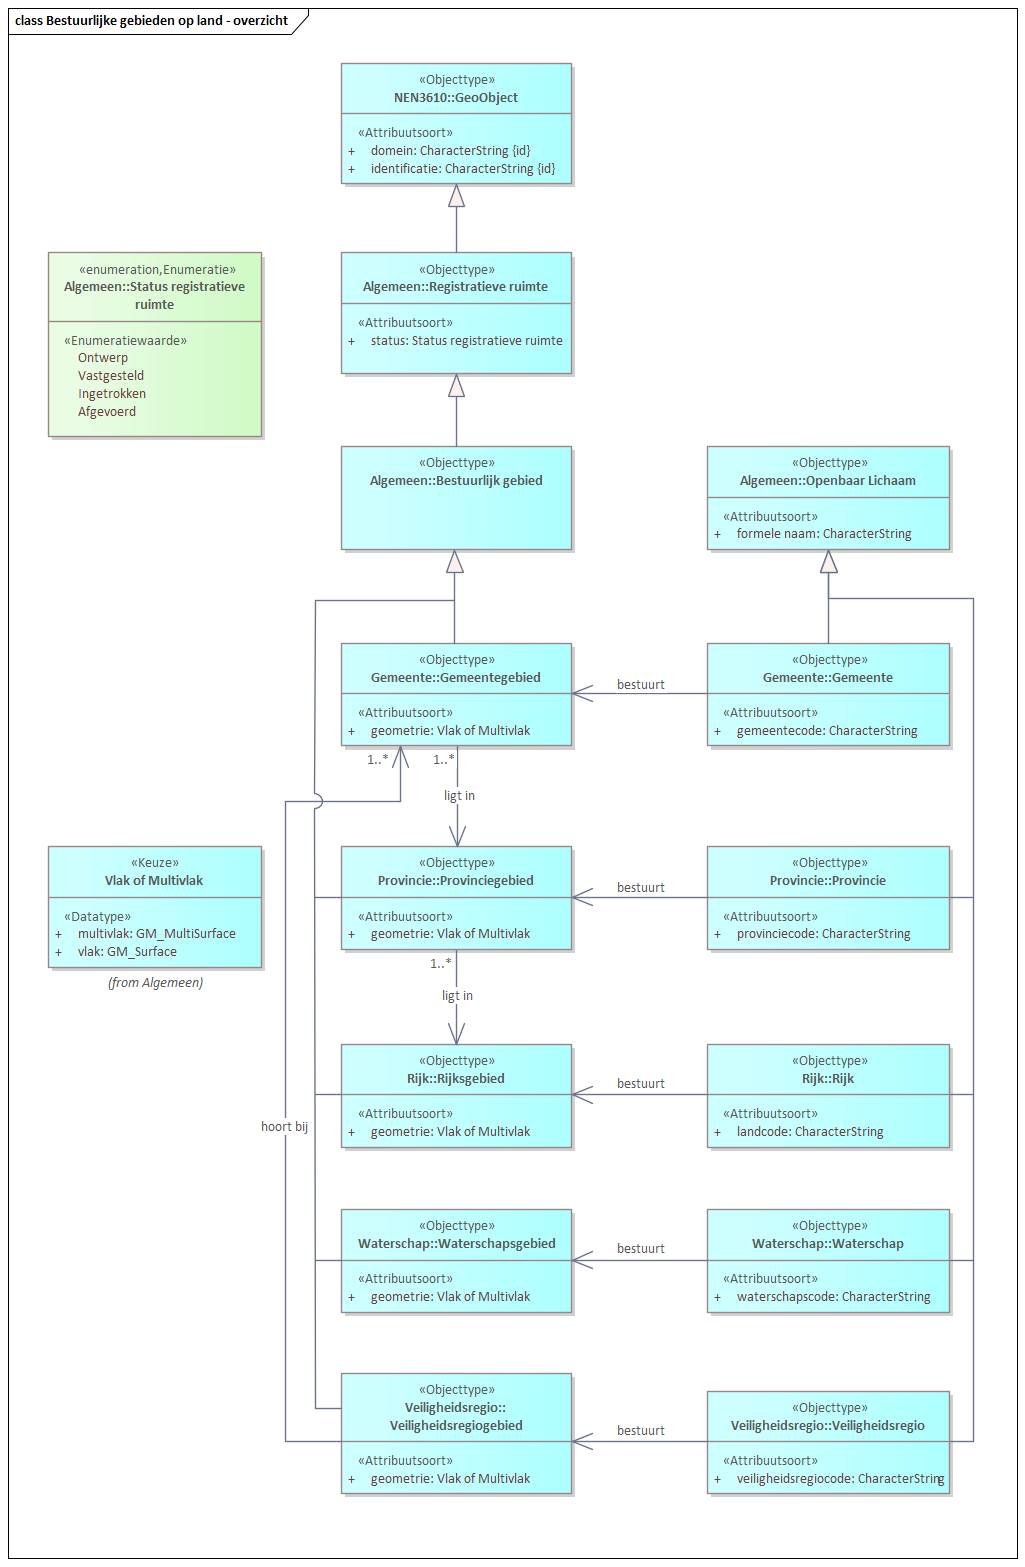 class Bestuurlijke gebieden op land - overzicht
«Objecttype»
NEN3610::GeoObject
«Attribuutsoort»
+ domein: CharacterString {id}
+ identificatie: CharacterString {id}
«enumeration,Enumeratie»
Algemeen::Status registratieve
ruimte
«Enumeratiewaarde»
Ontwerp
Vastgesteld
Ingetrokken
Afgevoerd
«Objecttype»
Algemeen::Registratieve ruimte
«Attribuutsoort»
+ status: Status registratieve ruimte
«Objecttype»
Algemeen::Bestuurlijk gebied
«Objecttype»
Algemeen::Openbaar Lichaam
«Attribuutsoort»
+ formele naam: CharacterString
«Objecttype»
Gemeente::Gemeentegebied
«Attribuutsoort»
+ geometrie: Vlak of Multivlak
bestuurt
«Objecttype»
Gemeente::Gemeente
«Attribuutsoort»
+ gemeentecode: CharacterString
1..*
1..*
ligt in
«Keuze»
Vlak of Multivlak
«Datatype»
+ multivlak: GM_MultiSurface
+ vlak: GM_Surface
(from Algemeen)
«Objecttype»
Provincie::Provinciegebied
«Attribuutsoort»
+ geometrie: Vlak of Multivlak
bestuurt
«Objecttype»
Provincie::Provincie
«Attribuutsoort»
+ provinciecode: CharacterString
1..*
ligt in
«Objecttype»
Rijk::Rijksgebied
«Attribuutsoort»
+ geometrie: Vlak of Multivlak
bestuurt
«Objecttype»
Rijk::Rijk
«Attribuutsoort»
+ landcode: CharacterString
hoort bij
«Objecttype»
Waterschap::Waterschapsgebied
«Attribuutsoort»
+ geometrie: Vlak of Multivlak
bestuurt
«Objecttype»
Waterschap::Waterschap
«Attribuutsoort»
+ waterschapscode: CharacterString
«Objecttype»
Veiligheidsregio::
Veiligheidsregiogebied
«Attribuutsoort»
+ geometrie: Vlak of Multivlak
bestuurt
«Objecttype»
Veiligheidsregio::Veiligheidsregio
«Attribuutsoort»
+ veiligheidsregiocode: CharacterString